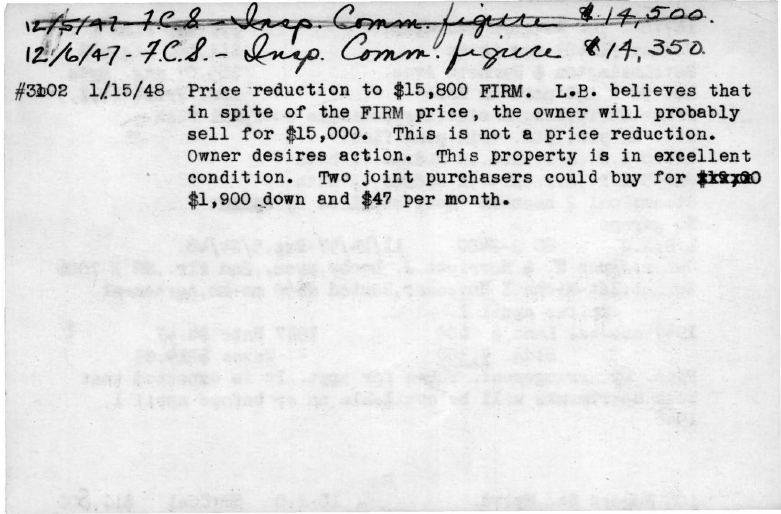 12/5/47-F.C.S.- Insp. Comm. figure $14,500.
12/6/47-F.C.S.- Insp. Comm. figure $14,350.
#3102 1/15/48 Price reduction to $15,800 FIRM. L.B. believes that
in spite of the FIRM price, the owner will probably
sell for $15,000. This is not a price reduction.
Owner desires action. This property is in excellent
condition. Two joint purchasers could buy for
$1,900 down and $47 per month.